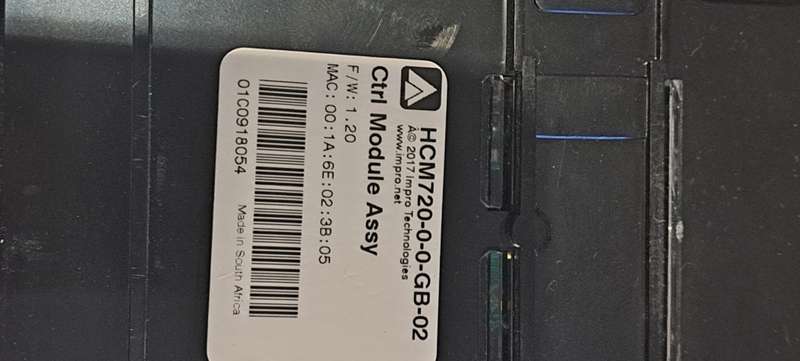 HCM720-0-0-GB-02
Â© 2017 Impro Technologies
www.impro.net
Ctrl Module Assy
F/W: 1.20
MAC: 00:1A:6E:02:3B:05
01C0918054 Made in South Africa